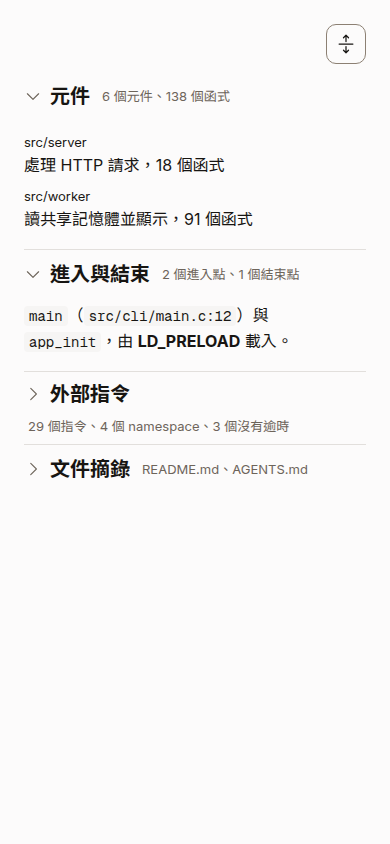 元件 6 個元件、138 個函式
src/server
處理 HTTP 請求，18 個函式
src/worker
讀共享記憶體並顯示，91 個函式
進入與結束 2 個進入點、1 個結束點
main（ src/cli/main.c:12 ）與
app_init ，由 LD_PRELOAD 載入。
外部指令
29 個指令、4 個 namespace、3 個沒有逾時
文件摘錄 README.md、AGENTS.md